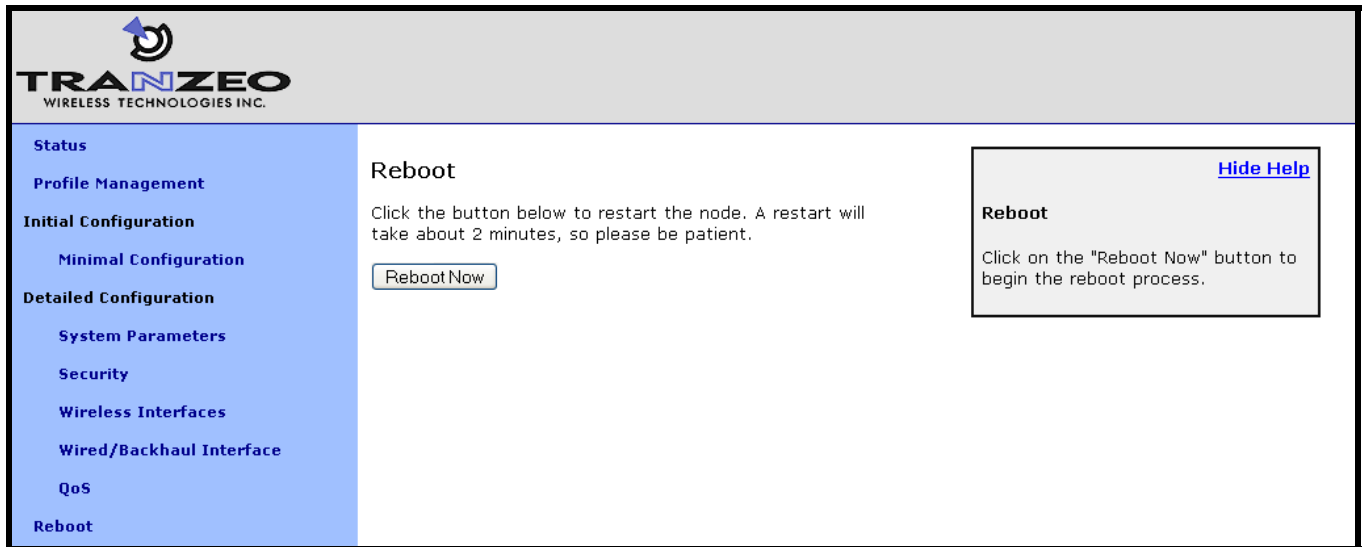 TRANZEO
WIRELESS TECHNOLOGIES INC.
Status
Profile Management
Initial Configuration
Minimal Configuration
Detailed Configuration
System Parameters
Security
Wireless Interfaces
Wired/Backhaul Interface
QoS
Reboot
Reboot
Click the button below to restart the node. A restart will
take about 2 minutes, so please be patient.
Reboot Now
Hide Help
Reboot
Click on the "Reboot Now" button to
begin the reboot process.